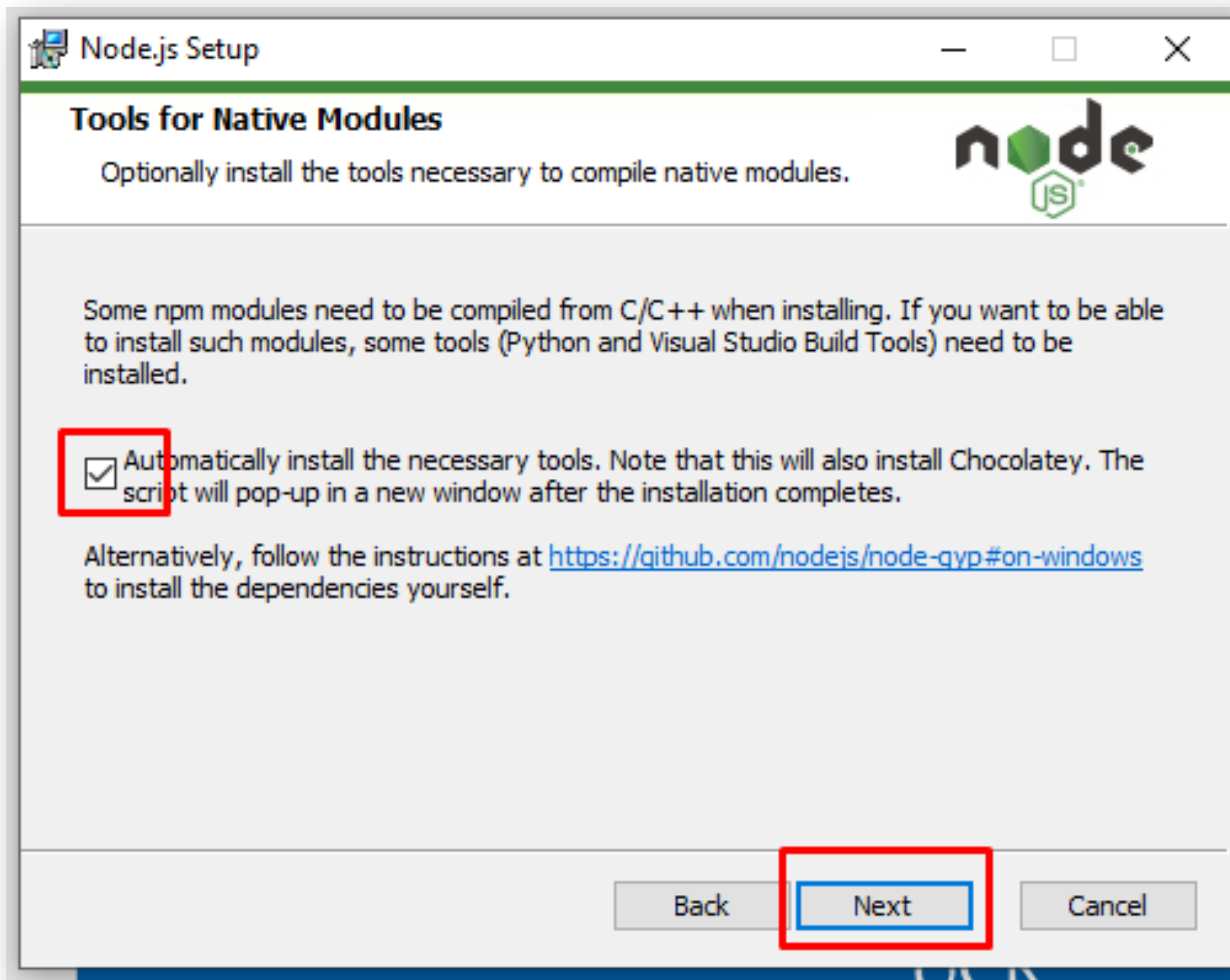 Node.js Setup
Tools for Native Modules
Optionally install the tools necessary to compile native modules.
node
JS
Some npm modules need to be compiled from C/C++ when installing. If you want to be able
to install such modules, some tools (Python and Visual Studio Build Tools) need to be
installed.
Automatically install the necessary tools. Note that this will also install Chocolatey. The
script will pop-up in a new window after the installation completes.
Alternatively, follow the instructions at https://github.com/nodejs/node-gyp#on-windows
to install the dependencies yourself.
Back
Next
Cancel